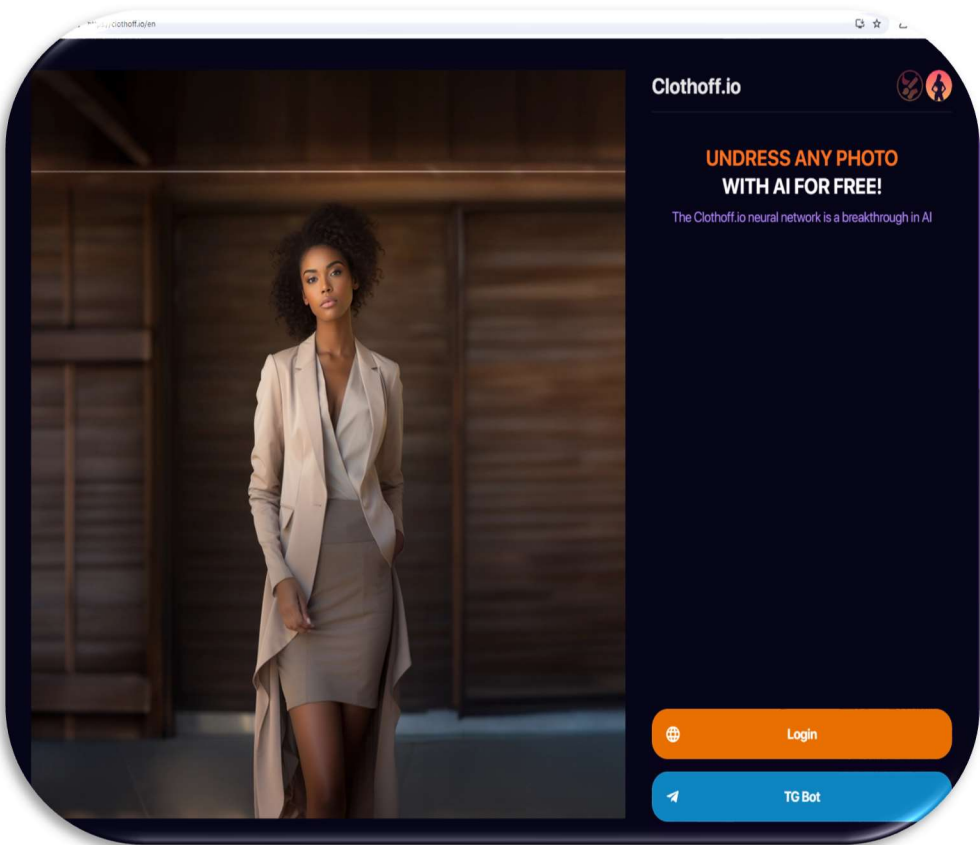 clothoff.io/en
Clothoff.io
UNDRESS ANY PHOTO
WITH AI FOR FREE!
The Clothoff.io neural network is a breakthrough in AI
Login
TG Bot